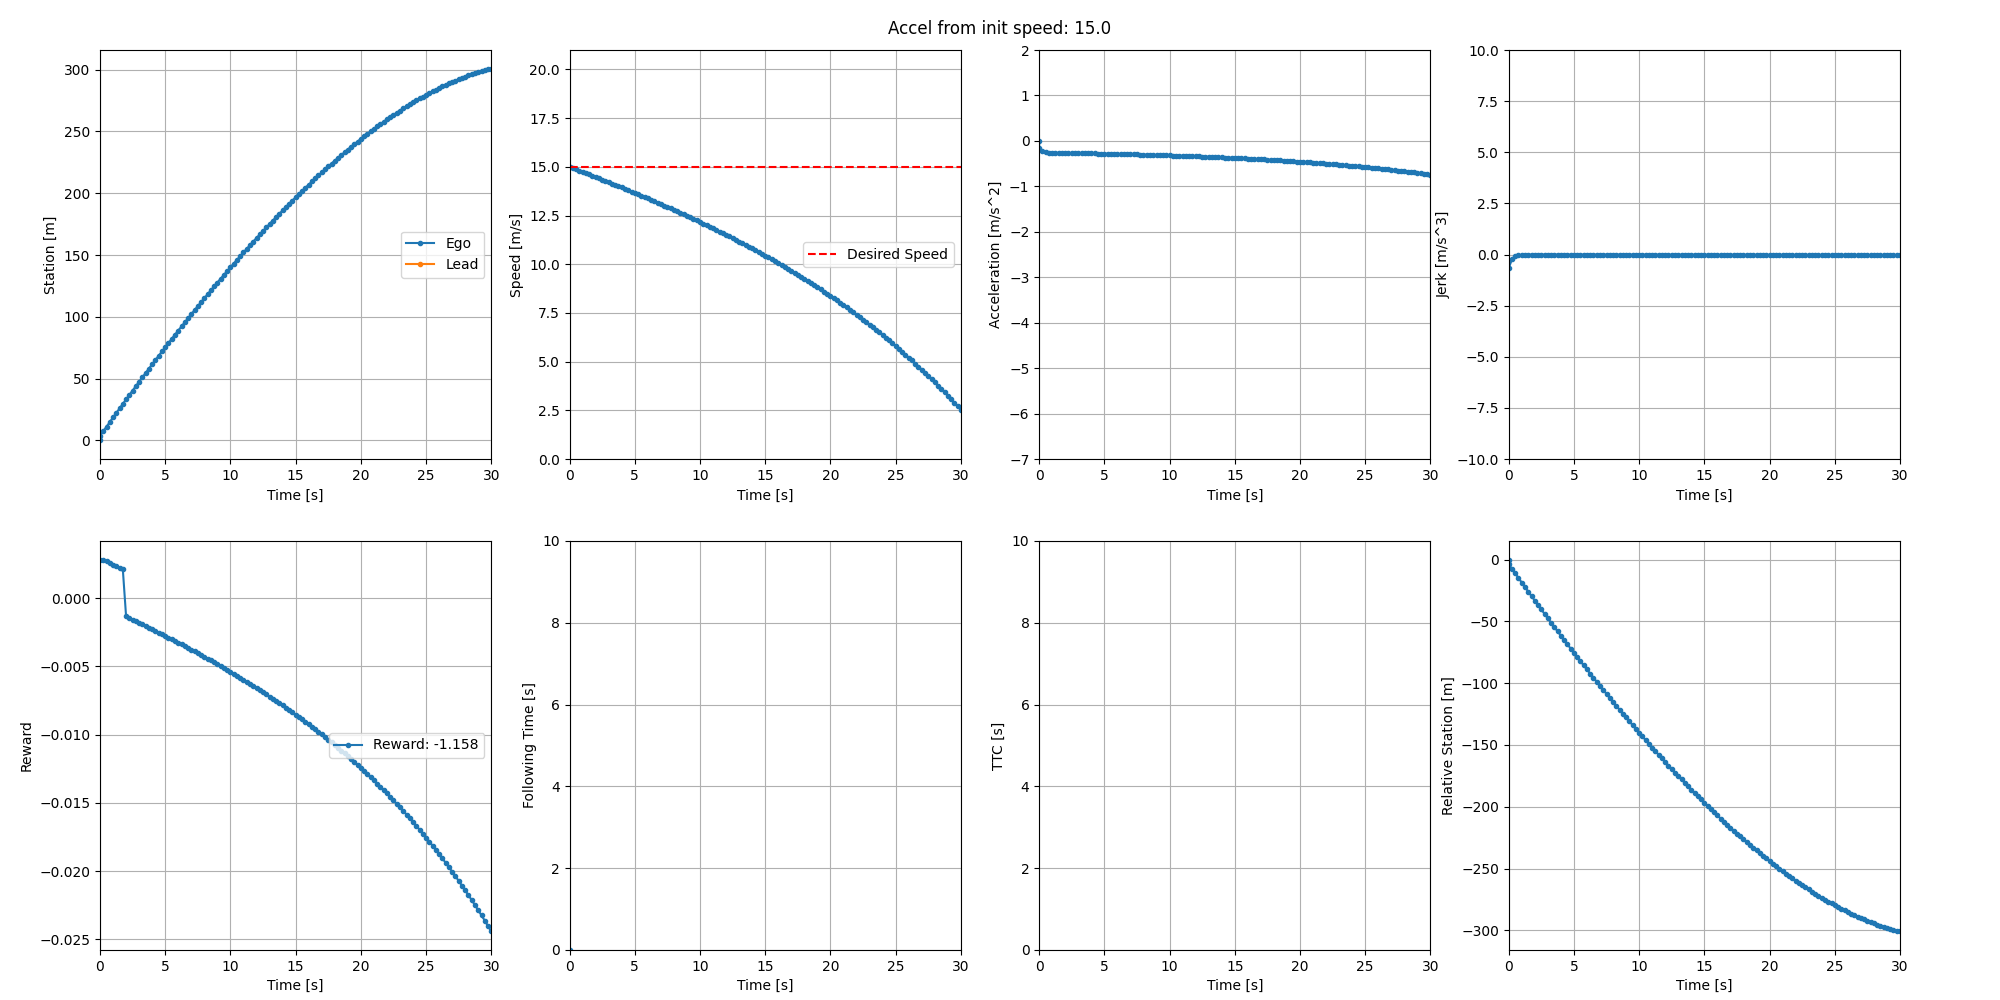 Accel from init speed: 15.0
Station [m]
300
250
200
150
100
50
0
Ego
Lead
0 5 10 15 20 25 30
Time [s]
Speed [m/s]
20.0
17.5
15.0
12.5
10.0
7.5
5.0
2.5
0.0
Desired Speed
0 5 10 15 20 25 30
Time [s]
Acceleration [m/s^2]
2
1
0
−1
−2
−3
−4
−5
−6
−7
0 5 10 15 20 25 30
Time [s]
Jerk [m/s^3]
10.0
7.5
5.0
2.5
0.0
−2.5
−5.0
−7.5
−10.0
0 5 10 15 20 25 30
Time [s]
Reward
0.000
−0.005
−0.010
−0.015
−0.020
−0.025
Reward: -1.158
0 5 10 15 20 25 30
Time [s]
Following Time [s]
10
8
6
4
2
0
0 5 10 15 20 25 30
Time [s]
TTC [s]
10
8
6
4
2
0
0 5 10 15 20 25 30
Time [s]
Relative Station [m]
0
−50
−100
−150
−200
−250
−300
0 5 10 15 20 25 30
Time [s]